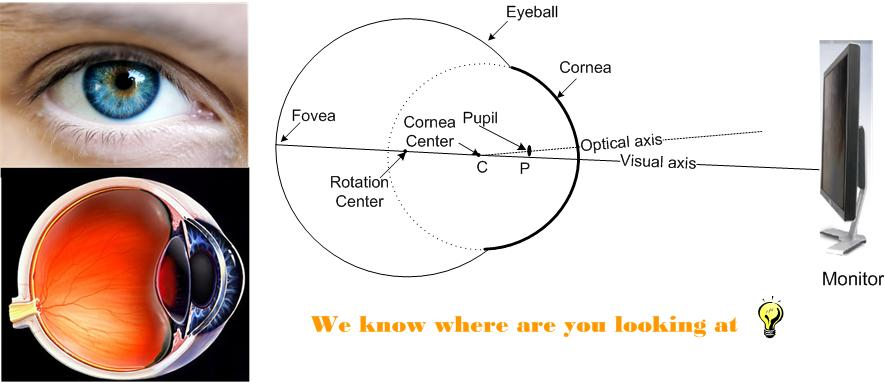 Eyeball
Cornea
Fovea
Cornea
Center
Pupil
Optical axis
Visual axis
C
P
Rotation
Center
Monitor
We know where are you looking at